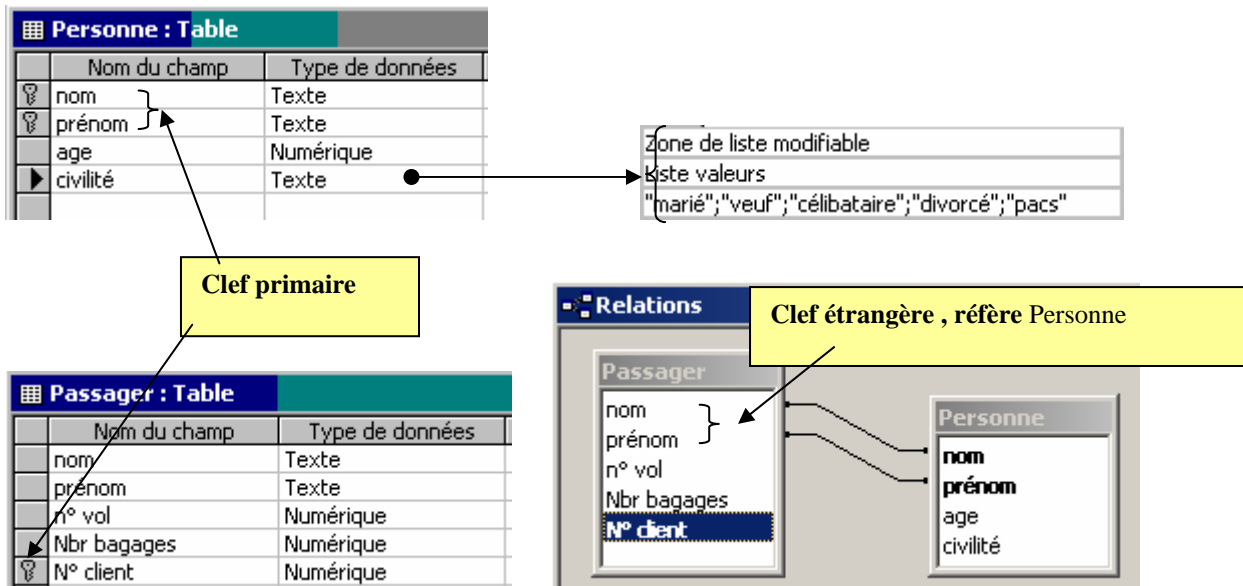 Personne : Table
Nom du champ Type de données
nom Texte
prénom Texte
age Numérique
civilité Texte
Zone de liste modifiable
Liste valeurs
"marié";"veuf";"célibataire";"divorcé";"pacs"
Clef primaire
Relations
Clef étrangère , réfère Personne
Passager : Table
Nom du champ Type de données
nom Texte
prénom Texte
n° vol Numérique
Nbr bagages Numérique
N° client Numérique
Passager
nom
prénom
n° vol
Nbr bagages
N° client
Personne
nom
prénom
age
civilité